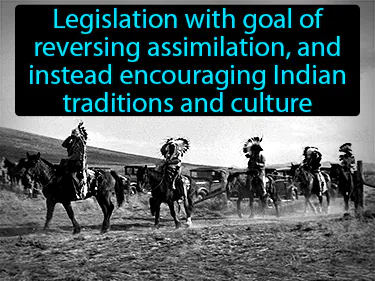 Legislation with goal of
reversing assimilation, and
instead encouraging Indian
traditions and culture